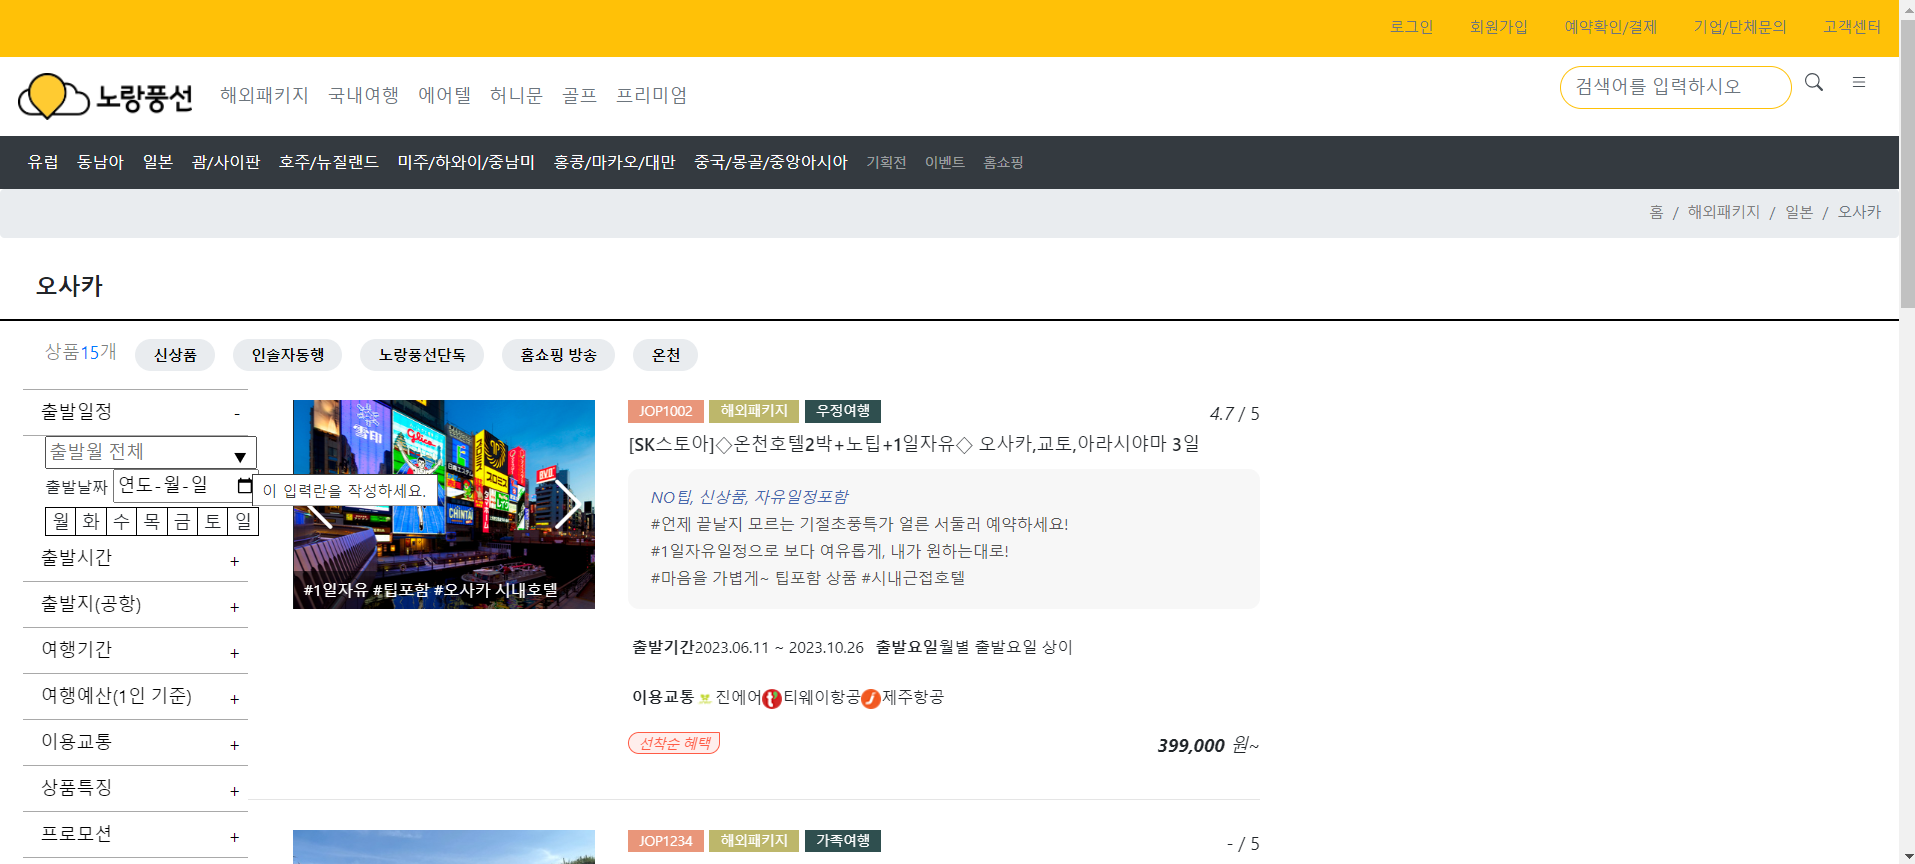 로그인 회원가입 예약확인/결제 기업/단체문의 고객센터
노랑풍선 해외패키지 국내여행 에어텔 허니문 골프 프리미엄 검색어를 입력하시오
유럽 동남아 일본 괌/사이판 호주/뉴질랜드 미주/하와이/중남미 홍콩/마카오/대만 중국/몽골/중앙아시아 기획전 이벤트 홈쇼핑
홈 / 해외패키지 / 일본 / 오사카
오사카
상품15개 신상품 인솔자동행 노랑풍선단독 홈쇼핑 방송 온천
출발일정 -
출발월 전체 ▼
출발날짜 연도-월-일
이 입력란을 작성하세요.
월 화 수 목 금 토 일
출발시간 +
출발지(공항) +
여행기간 +
여행예산(1인 기준) +
이용교통 +
상품특징 +
프로모션 +
Glico
#1일자유 #팁포함 #오사카 시내호텔
JOP1002 해외패키지 우정여행 4.7 / 5
[SK스토아]◇온천호텔2박+노팁+1일자유◇ 오사카,교토,아라시야마 3일
NO팁, 신상품, 자유일정포함
#언제 끝날지 모르는 기절초풍특가 얼른 서둘러 예약하세요!
#1일자유일정으로 보다 여유롭게, 내가 원하는대로!
#마음을 가볍게~ 팁포함 상품 #시내근접호텔
출발기간2023.06.11 ~ 2023.10.26 출발요일월별 출발요일 상이
이용교통 진에어 티웨이항공 제주항공
선착순 혜택 399,000 원~
JOP1234 해외패키지 가족여행 - / 5